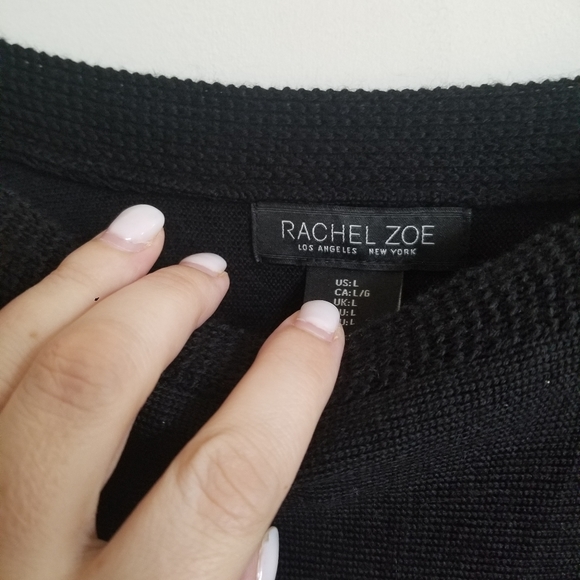 RACHEL ZOE
LOS ANGELES NEW YORK
US: L
CA: L/G
UK: L